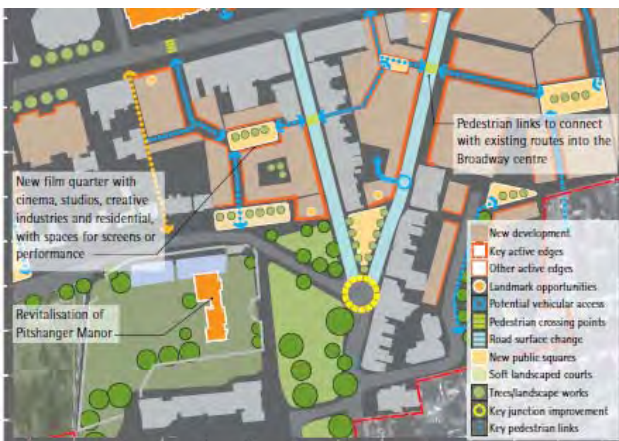 Pedestrian links to connect
with existing routes into the
Broadway centre
New film quarter with
cinema, studios, creative
industries and residential,
with spaces for screens or
performance
Revitalisation of
Pitshanger Manor
New development
Key active edges
Other active edges
Landmark opportunities
Potential vehicular access
Pedestrian crossing points
Road surface change
New public squares
Soft landscaped courts
Trees/landscape works
Key junction improvement
Key pedestrian links